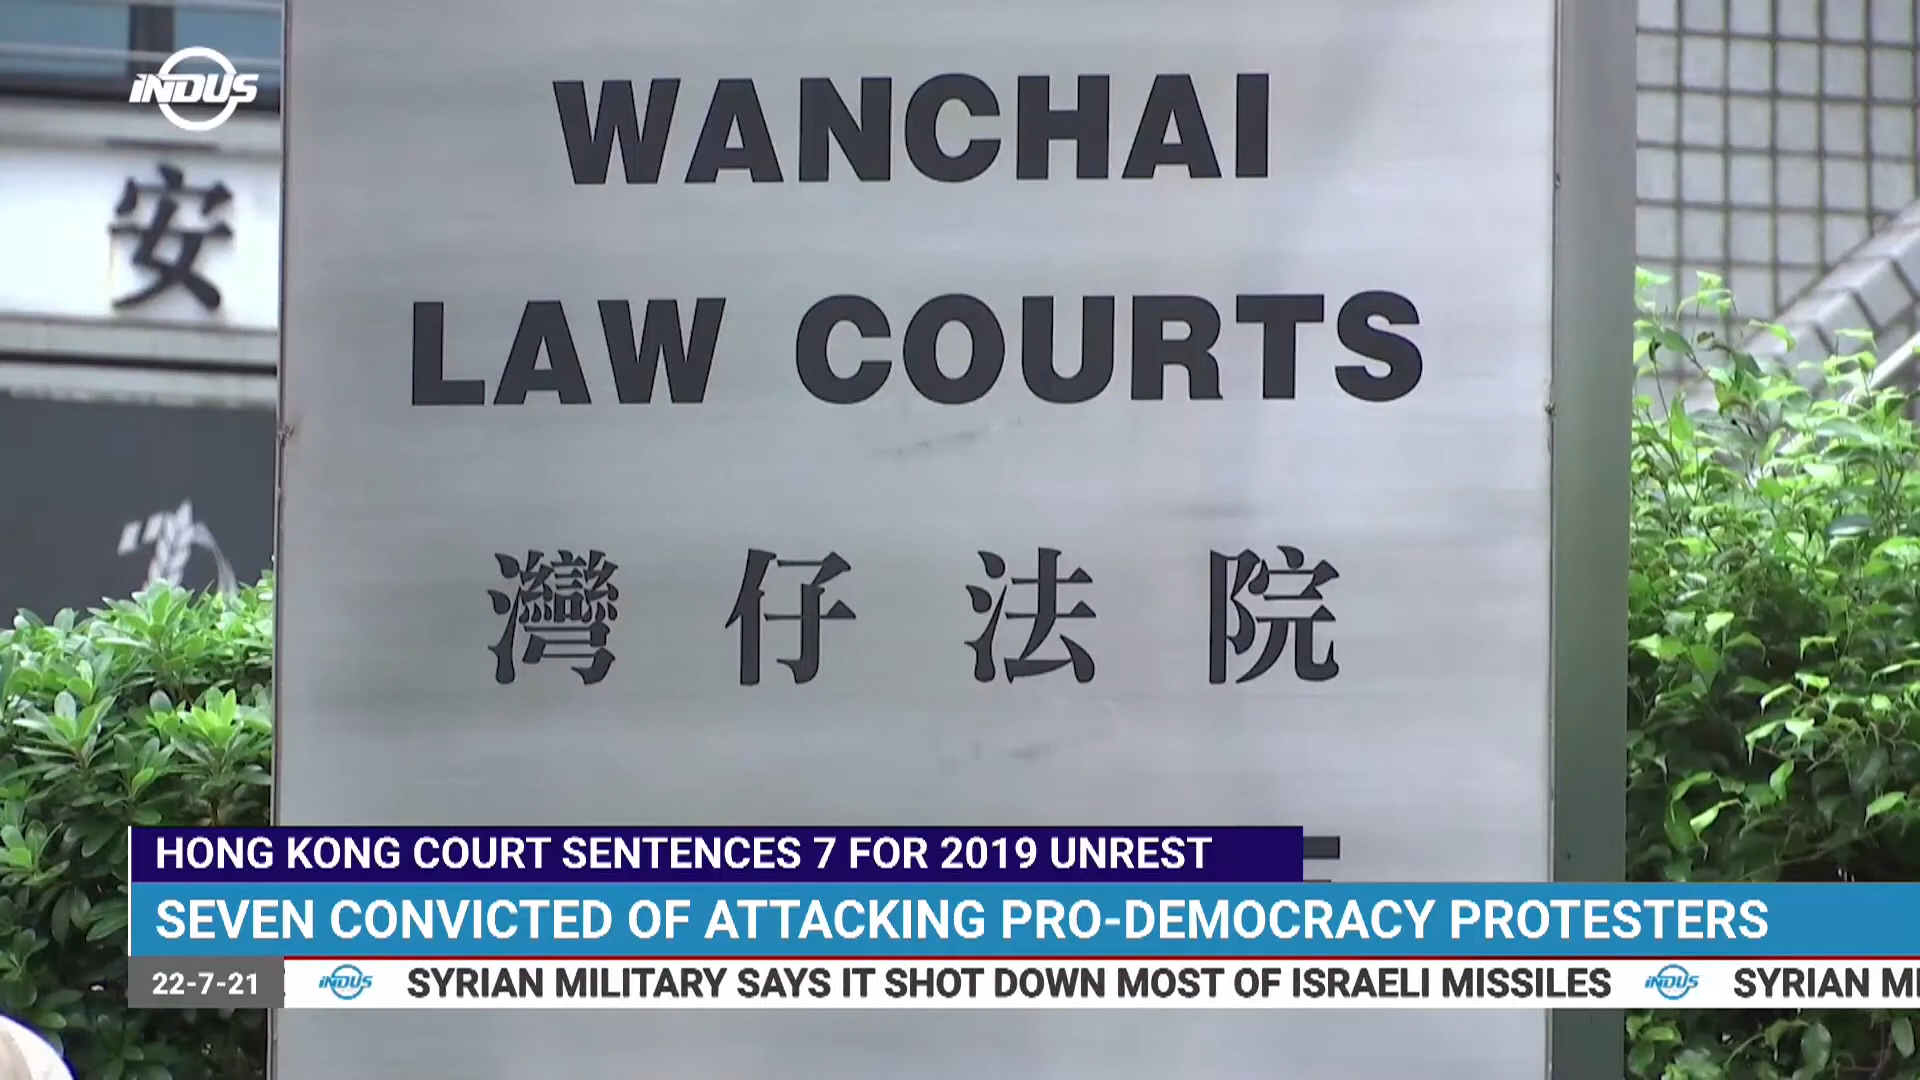 iNDUS
WANCHAI
LAW COURTS
安
灣仔法院
HONG KONG COURT SENTENCES 7 FOR 2019 UNREST
SEVEN CONVICTED OF ATTACKING PRO-DEMOCRACY PROTESTERS
22-7-21 iNDUS SYRIAN MILITARY SAYS IT SHOT DOWN MOST OF ISRAELI MISSILES iNDUS SYRIAN